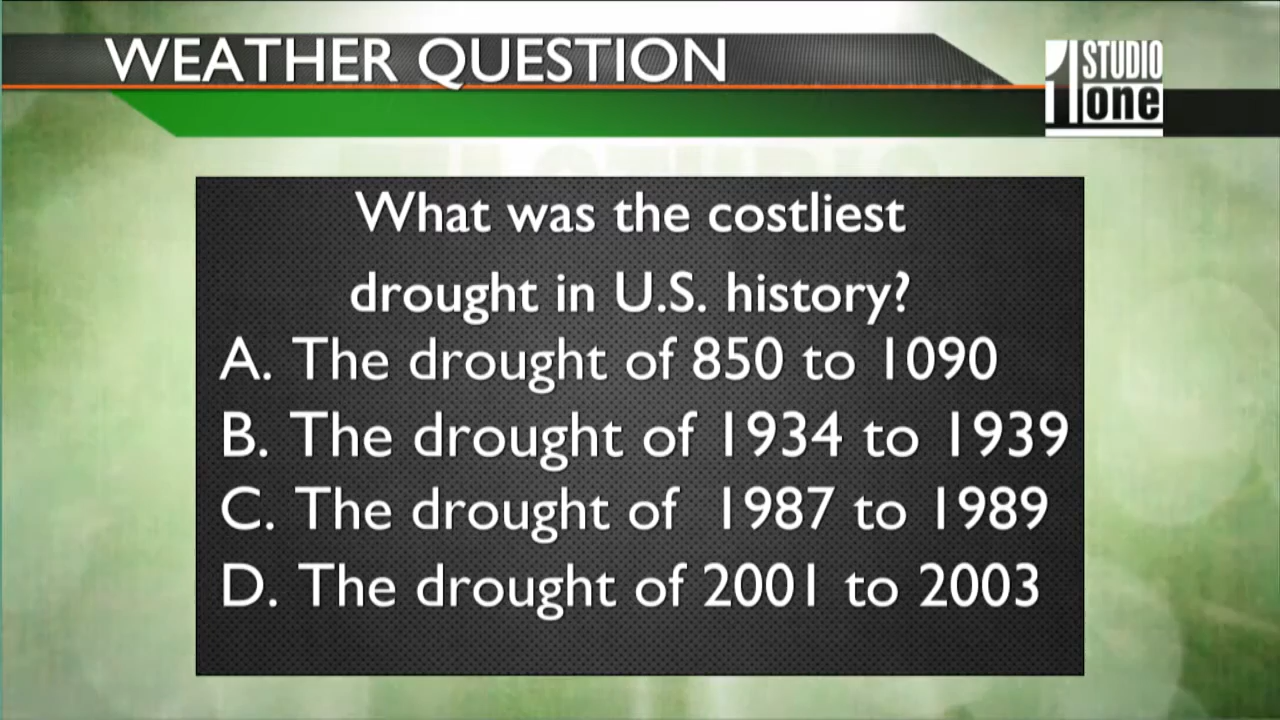 WEATHER QUESTION
1 STUDIO
one
What was the costliest
drought in U.S. history?
A. The drought of 850 to 1090
B. The drought of 1934 to 1939
C. The drought of 1987 to 1989
D. The drought of 2001 to 2003